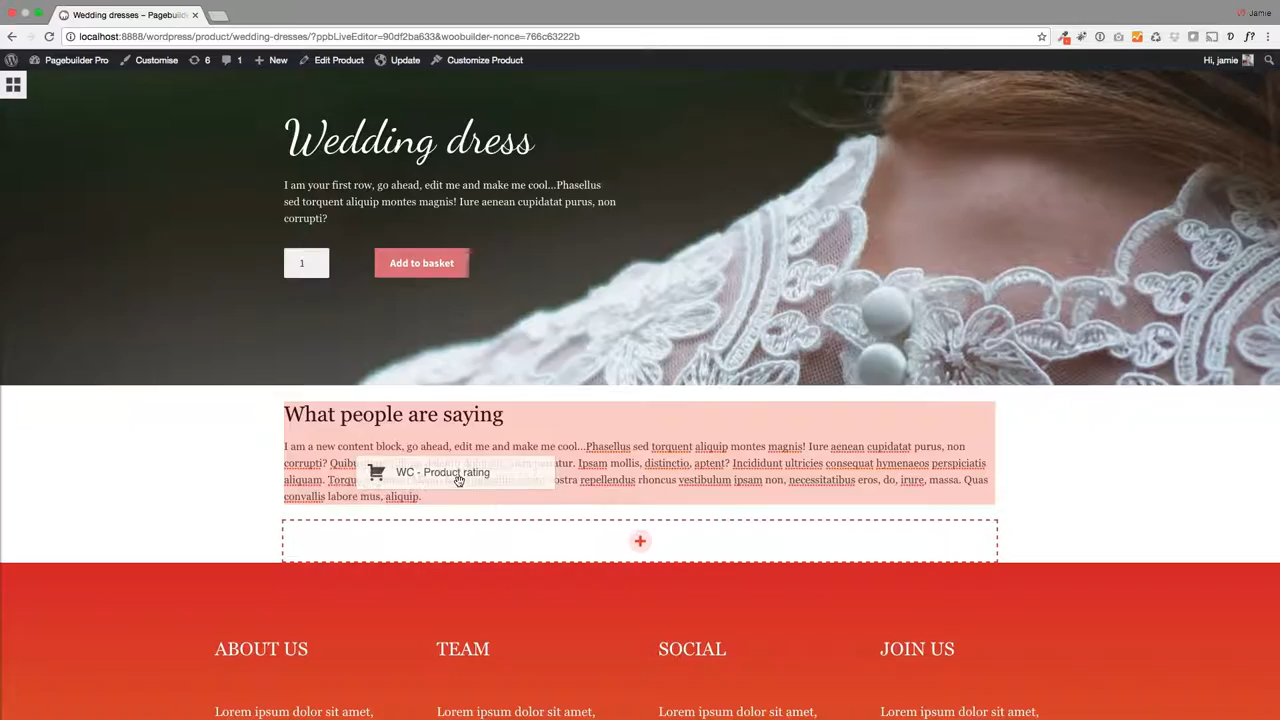 Wedding dresses – Pagebuilde
Jamie
localhost:8888/wordpress/product/wedding-dresses/?ppbLiveEditor=90df2ba633&woobuilder-nonce=766c63222b
Pagebuilder Pro Customise 6 1 New Edit Product Update Customize Product Hi, jamie
Wedding dress
I am your first row, go ahead, edit me and make me cool...Phasellus
sed torquent aliquip montes magnis! Iure aenean cupidatat purus, non
corrupti?
1 Add to basket
What people are saying
I am a new content block, go ahead, edit me and make me cool...Phasellus sed torquent aliquip montes magnis! Iure aenean cupidatat purus, non
corrupti? Ipsam mollis, distinctio, aptent? Incididunt ultricies consequat hymenaeos perspiciatis
WC - Product rating
aliquam. repellendus rhoncus vestibulum ipsam non, necessitatibus eros, do, irure, massa. Quas
convallis labore mus, aliquip.
ABOUT US TEAM SOCIAL JOIN US
Lorem ipsum dolor sit amet, Lorem ipsum dolor sit amet, Lorem ipsum dolor sit amet, Lorem ipsum dolor sit amet,